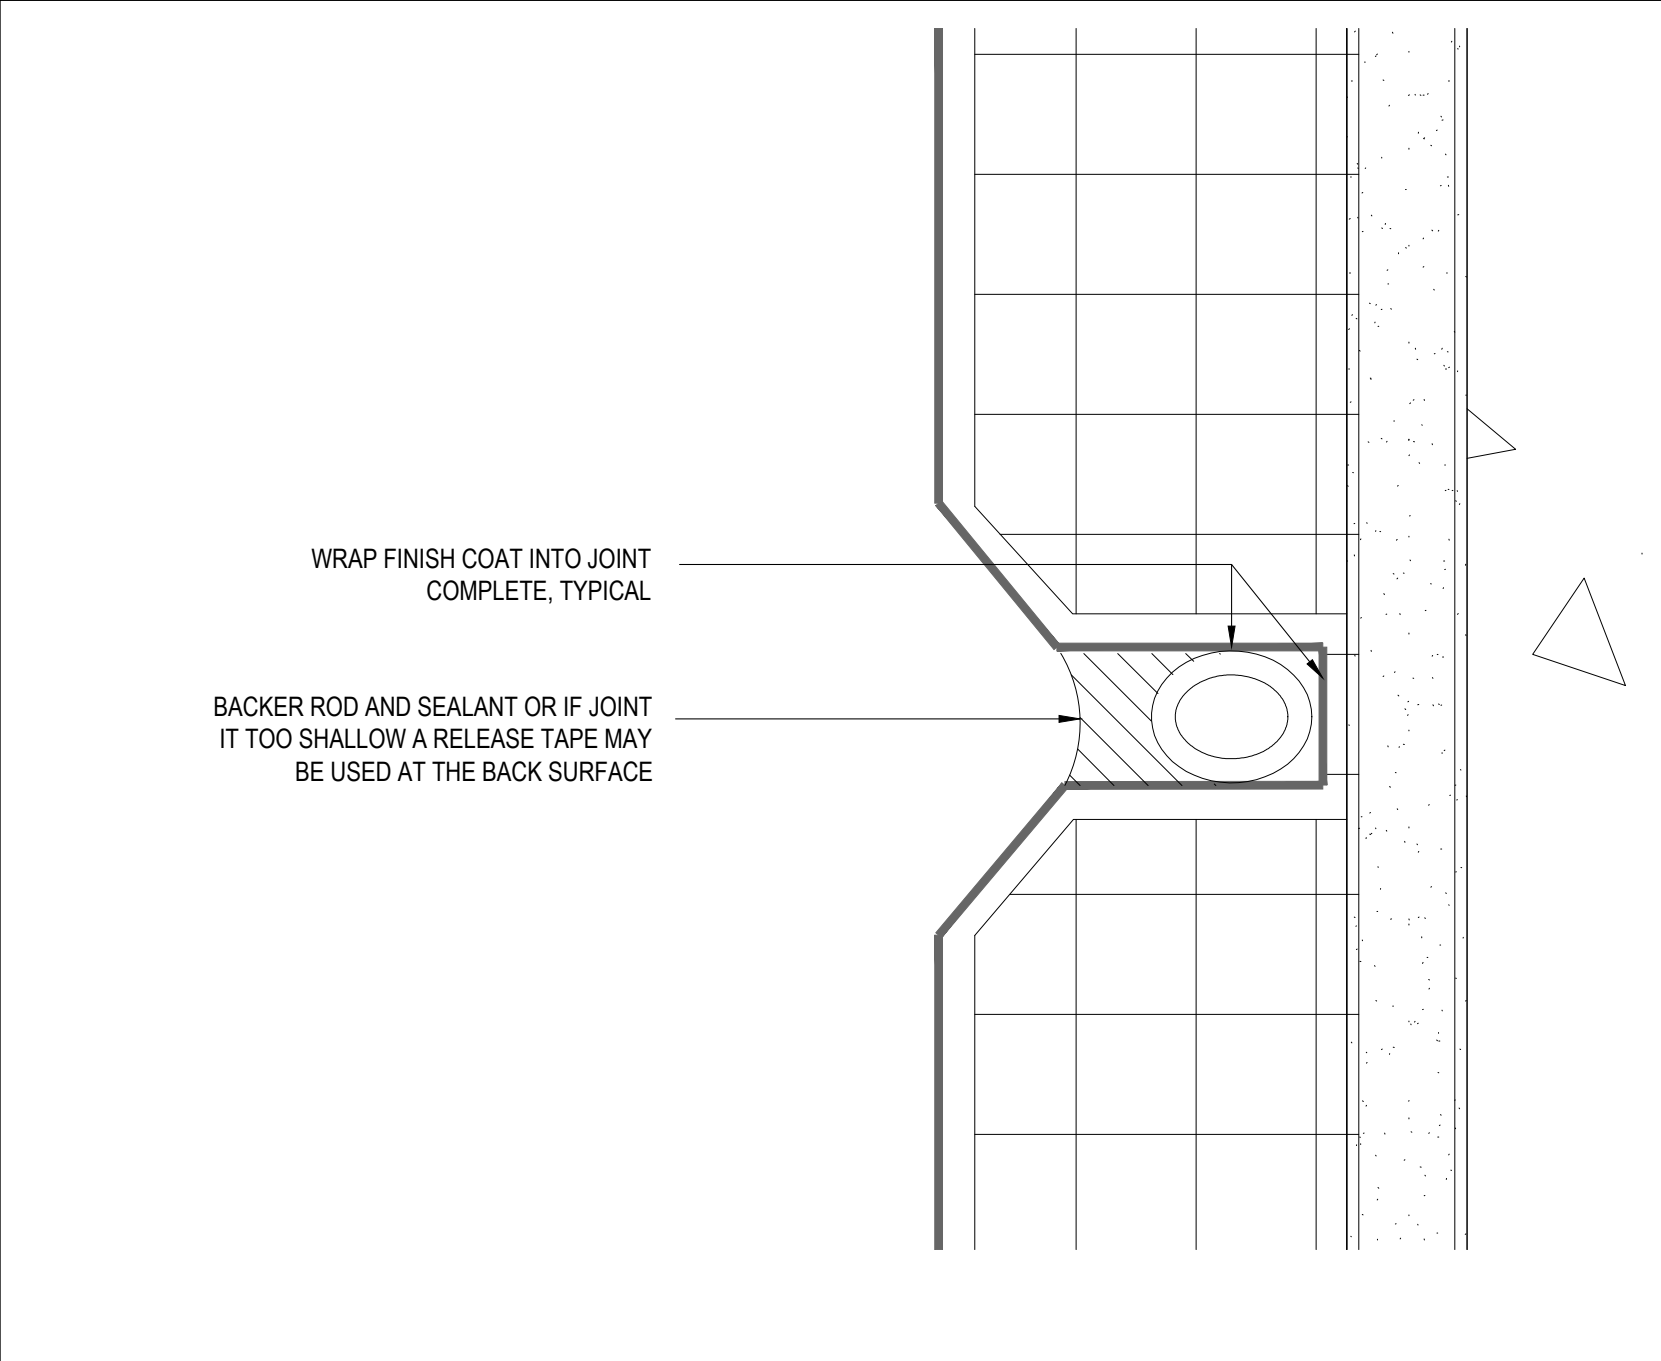 WRAP FINISH COAT INTO JOINT
COMPLETE, TYPICAL
BACKER ROD AND SEALANT OR IF JOINT
IT TOO SHALLOW A RELEASE TAPE MAY
BE USED AT THE BACK SURFACE